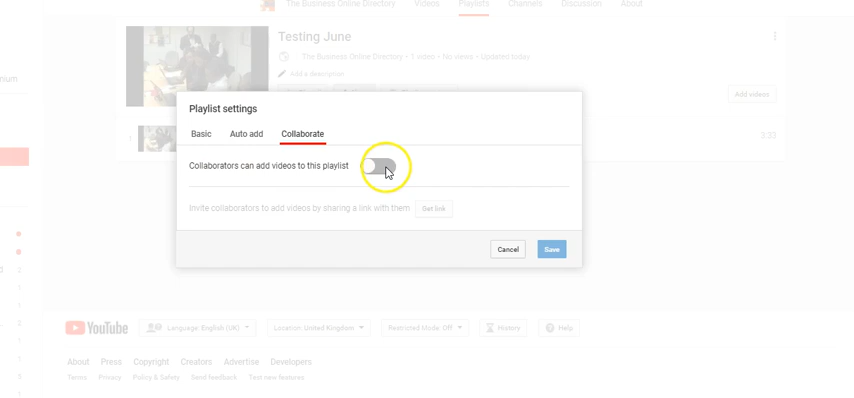 The Business Online Directory Videos Playlists Channels Discussion About
Testing June
The Business Online Directory • 1 video • No views • Updated today
Add a description
Add videos
Playlist settings
Basic Auto add Collaborate
1
3:33
Collaborators can add videos to this playlist
Invite collaborators to add videos by sharing a link with them Get link
Cancel Save
YouTube Language: English (UK) Location: United Kingdom Restricted Mode: Off History Help
About Press Copyright Creators Advertise Developers
Terms Privacy Policy & Safety Send feedback Test new features